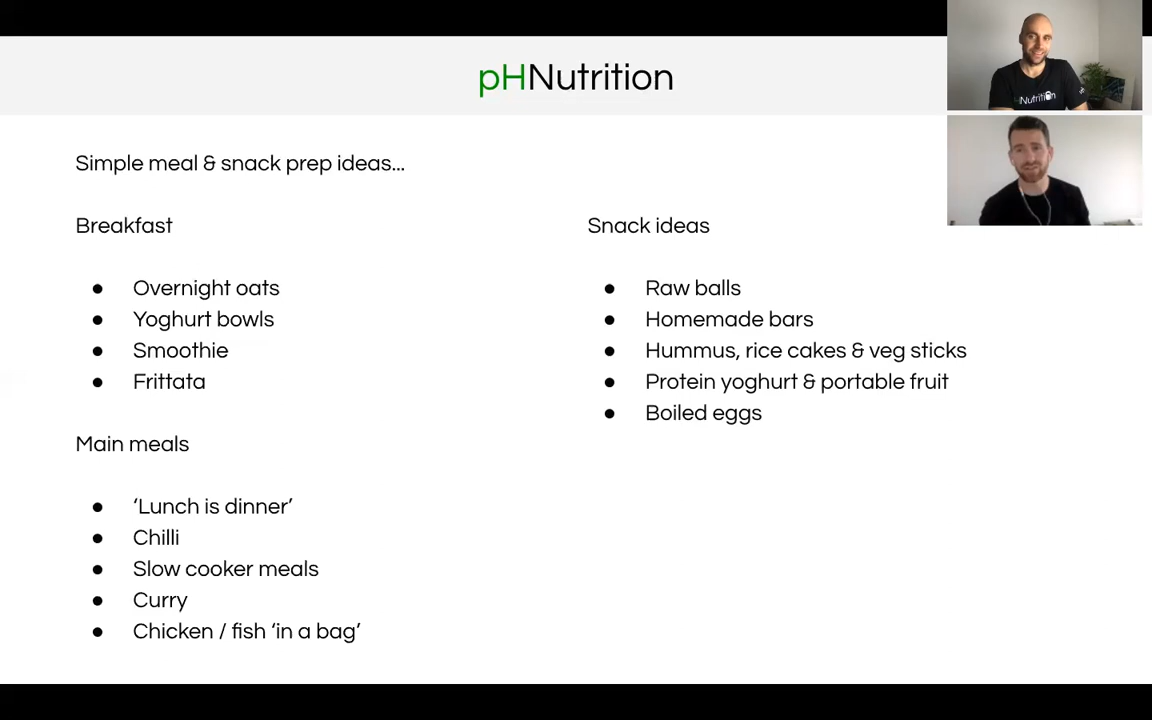 pHNutrition
Simple meal & snack prep ideas...
Breakfast
● Overnight oats
● Yoghurt bowls
● Smoothie
● Frittata
Main meals
● ‘Lunch is dinner’
● Chilli
● Slow cooker meals
● Curry
● Chicken / fish ‘in a bag’
Snack ideas
● Raw balls
● Homemade bars
● Hummus, rice cakes & veg sticks
● Protein yoghurt & portable fruit
● Boiled eggs
Nutrition